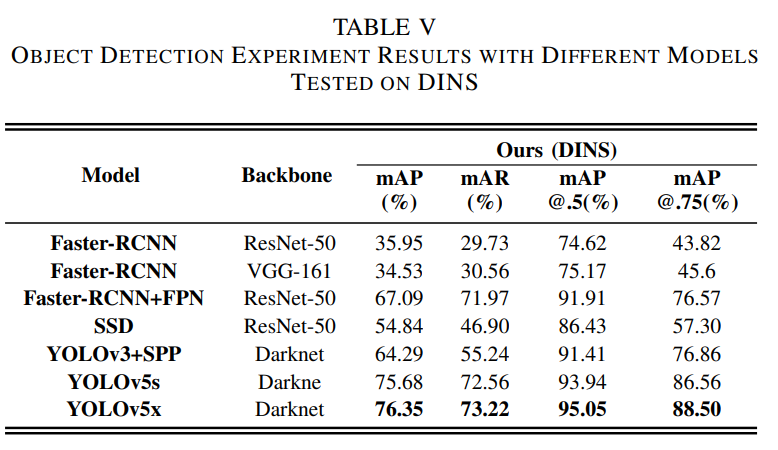 TABLE V
OBJECT DETECTION EXPERIMENT RESULTS WITH DIFFERENT MODELS
TESTED ON DINS
Model Backbone Ours (DINS)
mAP (%) mAR (%) mAP @.5(%) mAP @.75(%)
Faster-RCNN ResNet-50 35.95 29.73 74.62 43.82
Faster-RCNN VGG-161 34.53 30.56 75.17 45.6
Faster-RCNN+FPN ResNet-50 67.09 71.97 91.91 76.57
SSD ResNet-50 54.84 46.90 86.43 57.30
YOLOv3+SPP Darknet 64.29 55.24 91.41 76.86
YOLOv5s Darkne 75.68 72.56 93.94 86.56
YOLOv5x Darknet 76.35 73.22 95.05 88.50